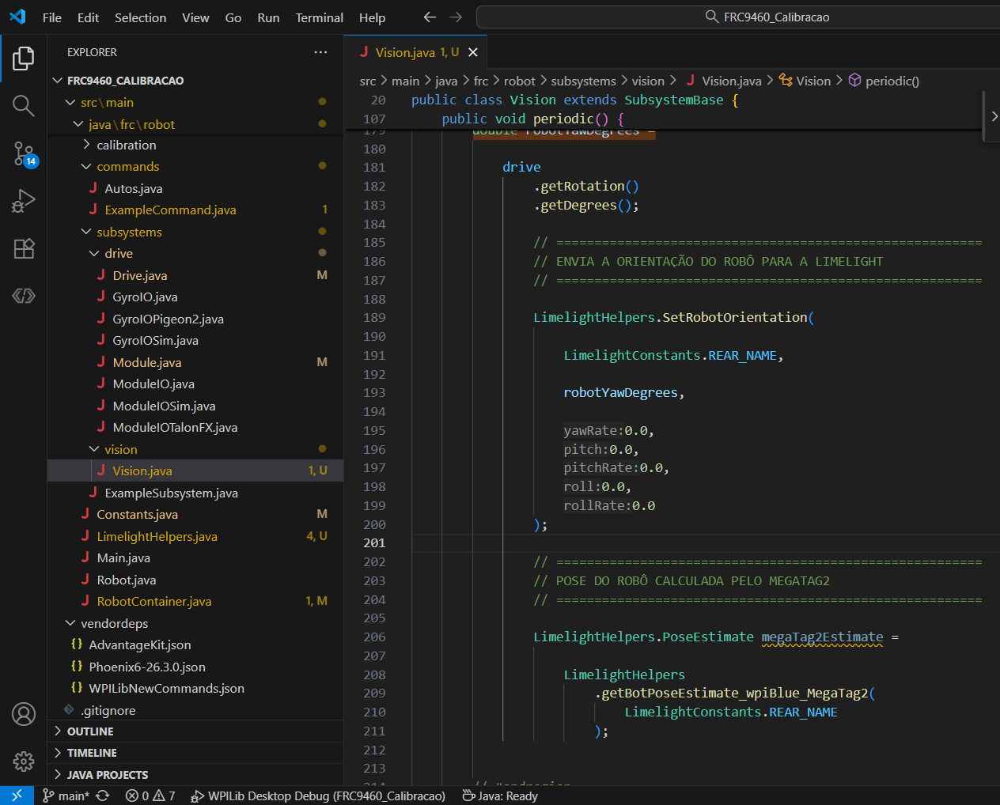 File Edit Selection View Go Run Terminal Help FRC9460_Calibracao
EXPLORER
FRC9460_CALIBRACAO
src\main
java\frc\robot
calibration
commands
Autos.java
ExampleCommand.java 1
subsystems
drive
Drive.java M
GyroIO.java
GyroIOPigeon2.java
GyroIOSim.java
Module.java M
ModuleIO.java
ModuleIOSim.java
ModuleIOTalonFX.java
vision
Vision.java 1, U
ExampleSubsystem.java
Constants.java M
LimelightHelpers.java 4, U
Main.java
Robot.java
RobotContainer.java 1, M
vendordeps
{} AdvantageKit.json
{} Phoenix6-26.3.0.json
{} WPILibNewCommands.json
.gitignore
OUTLINE
TIMELINE
JAVA PROJECTS
14
J Vision.java 1, U
src > main > java > frc > robot > subsystems > vision > J Vision.java > Vision > periodic()
20 public class Vision extends SubsystemBase {
107 public void periodic() {
179 double robotYawDegrees =
180
181 drive
182 .getRotation()
183 .getDegrees();
184
185 // ========================================================
186 // ENVIA A ORIENTAÇÃO DO ROBÔ PARA A LIMELIGHT
187 // ========================================================
188
189 LimelightHelpers.SetRobotOrientation(
190
191 LimelightConstants.REAR_NAME,
192
193 robotYawDegrees,
194
195 yawRate:0.0,
196 pitch:0.0,
197 pitchRate:0.0,
198 roll:0.0,
199 rollRate:0.0
200 );
201
202 // ========================================================
203 // POSE DO ROBÔ CALCULADA PELO MEGATAG2
204 // ========================================================
205
206 LimelightHelpers.PoseEstimate megaTag2Estimate =
207
208 LimelightHelpers
209 .getBotPoseEstimate_wpiBlue_MegaTag2(
210 LimelightConstants.REAR_NAME
211 );
212
213
214 // #endregion
main* 0 7 WPILib Desktop Debug (FRC9460_Calibracao) Java: Ready